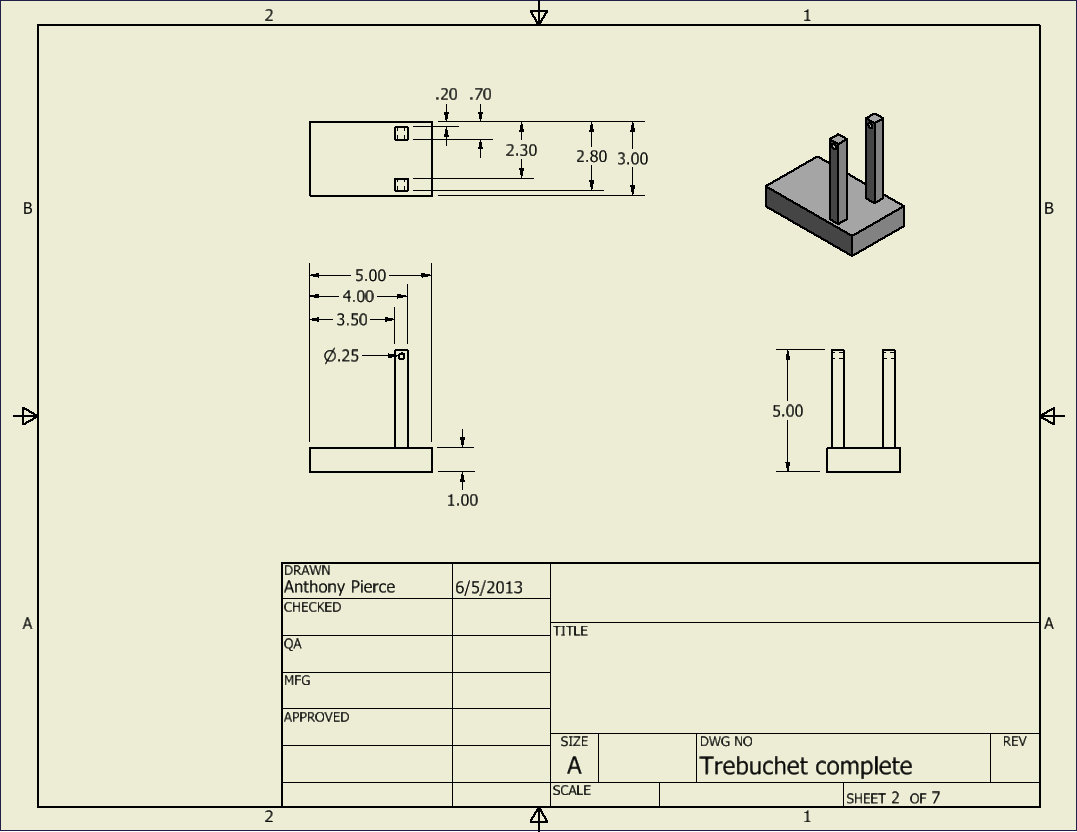 2 1
.20 .70
2.30 2.80 3.00
B B
5.00
4.00
3.50
Ø.25
5.00
1.00
DRAWN
Anthony Pierce 6/5/2013
CHECKED
A A
TITLE
QA
MFG
APPROVED
SIZE DWG NO REV
A Trebuchet complete
SCALE
SHEET 2 OF 7
2 1